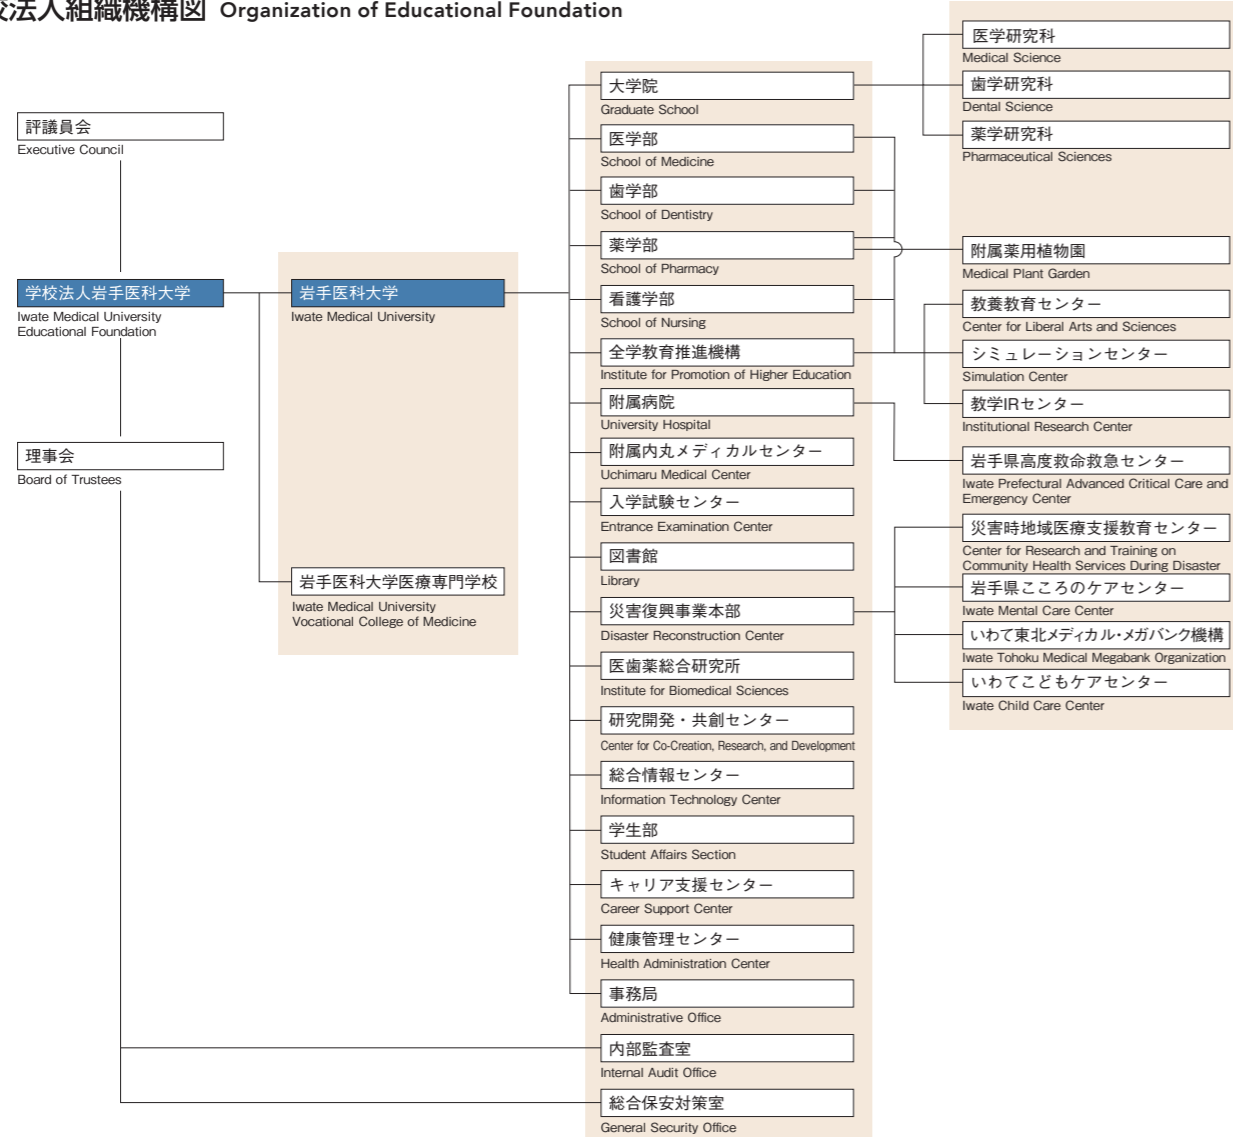 校法人組織機構図 Organization of Educational Foundation
評議員会
Executive Council
学校法人岩手医科大学
Iwate Medical University
Educational Foundation
理事会
Board of Trustees
岩手医科大学
Iwate Medical University
岩手医科大学医療専門学校
Iwate Medical University
Vocational College of Medicine
大学院
Graduate School
医学部
School of Medicine
歯学部
School of Dentistry
薬学部
School of Pharmacy
看護学部
School of Nursing
全学教育推進機構
Institute for Promotion of Higher Education
附属病院
University Hospital
附属内丸メディカルセンター
Uchimaru Medical Center
入学試験センター
Entrance Examination Center
図書館
Library
災害復興事業本部
Disaster Reconstruction Center
医歯薬総合研究所
Institute for Biomedical Sciences
研究開発・共創センター
Center for Co-Creation, Research, and Development
総合情報センター
Information Technology Center
学生部
Student Affairs Section
キャリア支援センター
Career Support Center
健康管理センター
Health Administration Center
事務局
Administrative Office
内部監査室
Internal Audit Office
総合保安対策室
General Security Office
医学研究科
Medical Science
歯学研究科
Dental Science
薬学研究科
Pharmaceutical Sciences
附属薬用植物園
Medical Plant Garden
教養教育センター
Center for Liberal Arts and Sciences
シミュレーションセンター
Simulation Center
教学IRセンター
Institutional Research Center
岩手県高度救命救急センター
Iwate Prefectural Advanced Critical Care and
Emergency Center
災害時地域医療支援教育センター
Center for Research and Training on
Community Health Services During Disaster
岩手県こころのケアセンター
Iwate Mental Care Center
いわて東北メディカル・メガバンク機構
Iwate Tohoku Medical Megabank Organization
いわてこどもケアセンター
Iwate Child Care Center